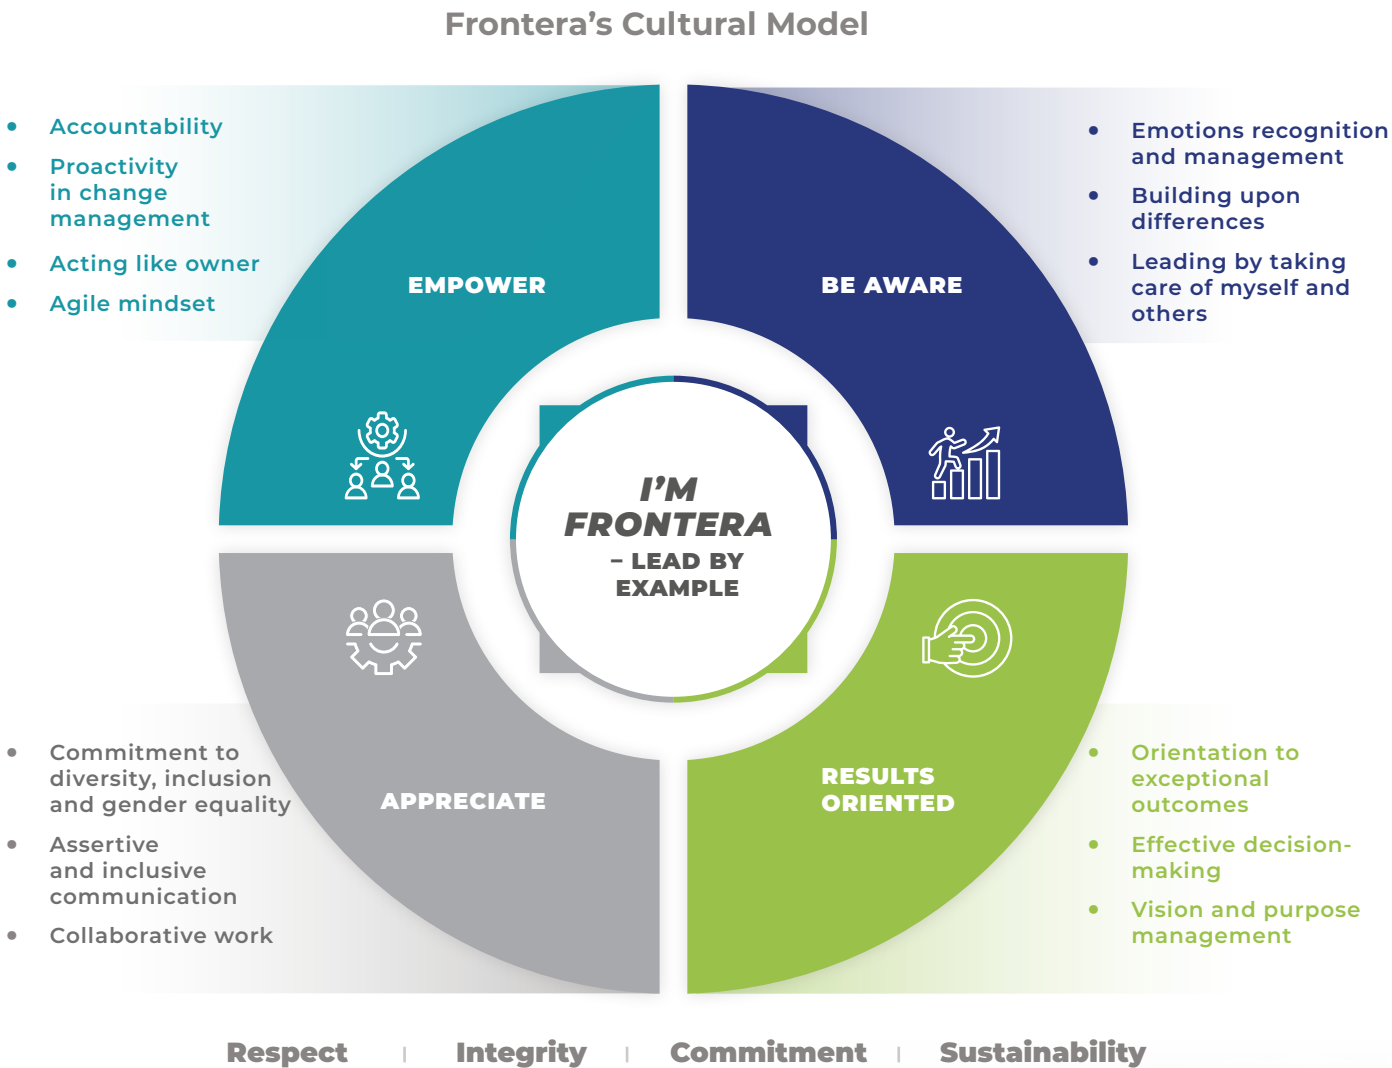 Frontera’s Cultural Model
• Accountability
• Proactivity
in change
management
• Acting like owner
• Agile mindset
EMPOWER
BE AWARE
• Emotions recognition
and management
• Building upon
differences
• Leading by taking
care of myself and
others
I’M
FRONTERA
– LEAD BY
EXAMPLE
• Commitment to
diversity, inclusion
and gender equality
• Assertive
and inclusive
communication
• Collaborative work
APPRECIATE
RESULTS
ORIENTED
• Orientation to
exceptional
outcomes
• Effective decision-
making
• Vision and purpose
management
Respect | Integrity | Commitment | Sustainability